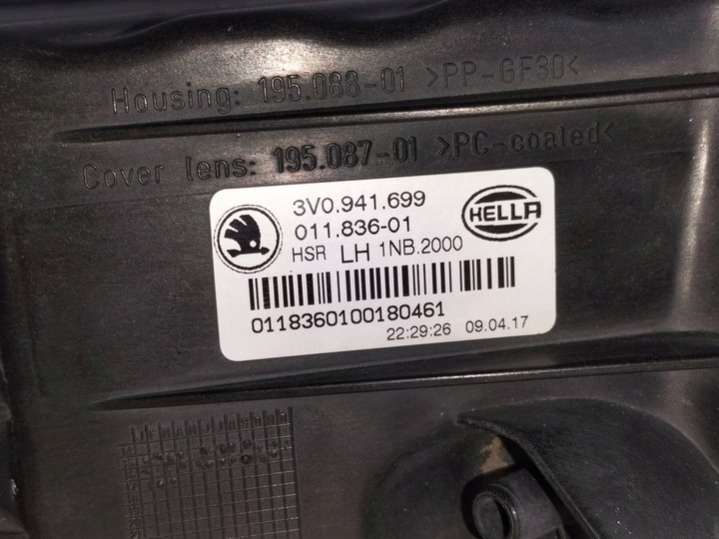 Housing: 195.088-01 >PP-GF30<
Cover lens: 195.087-01 >PC-coated<
3V0.941.699
011.836-01
HELLA
HSR LH 1NB.2000
0118360100180461
22:29:26 09.04.17